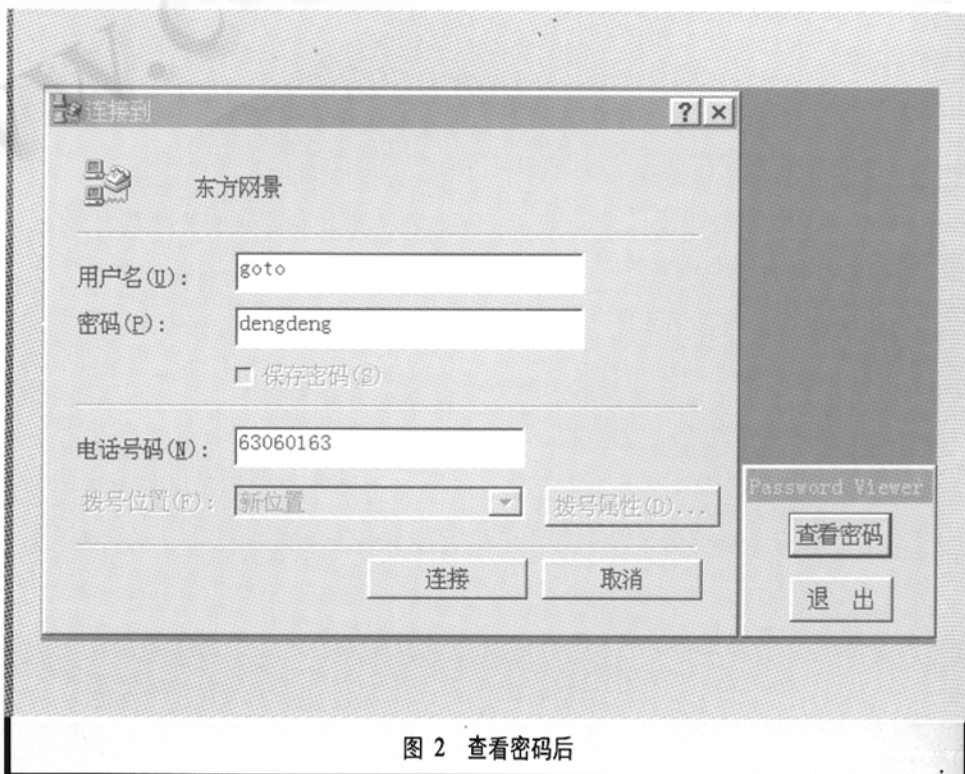 连接到
东方网景
用户名(U): goto
密码(P): dengdeng
保存密码(S)
电话号码(N): 63060163
拨号位置(F): 新位置 拨号属性(D)...
连接 取消
Password Viewer
查看密码
退 出
图 2 查看密码后